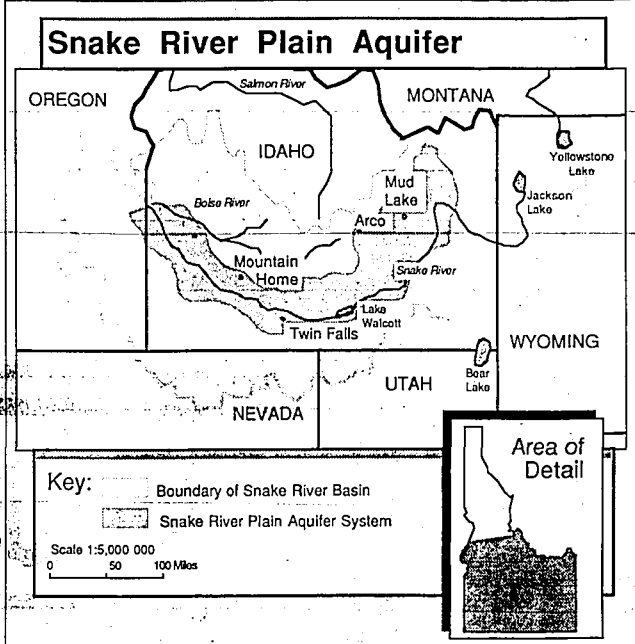 Snake River Plain Aquifer
Salmon River
OREGON
MONTANA
IDAHO
Yellowstone
Lake
Mud
Lake
Jackson
Lake
Boise River
Arco
Mountain
Home
Snake River
Lake
Walcott
Twin Falls
WYOMING
Bear
Lake
UTAH
NEVADA
Area of
Detail
Key:
Boundary of Snake River Basin
Snake River Plain Aquifer System
Scale 1:5,000 000
0 50 100 Miles